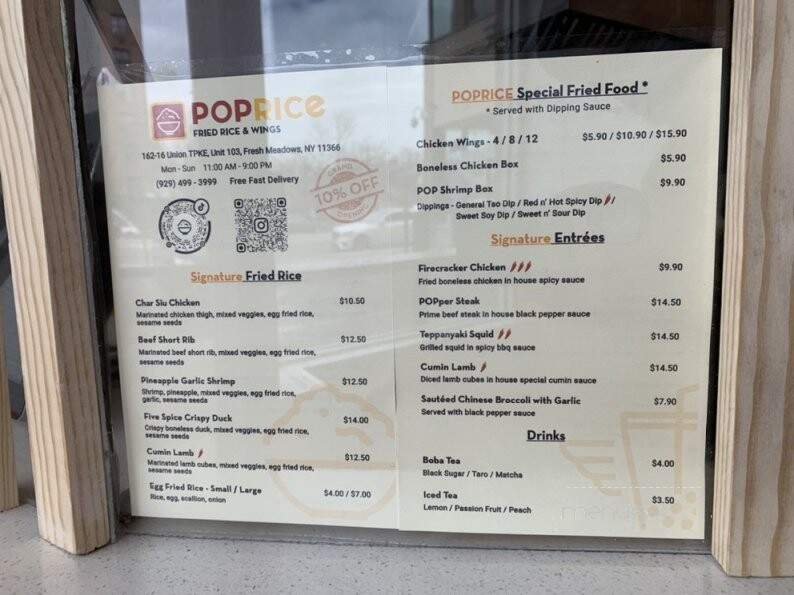 POPRICE
FRIED RICE & WINGS
162-16 Union TPKE, Unit 103, Fresh Meadows, NY 11366
Mon - Sun 11:00 AM - 9:00 PM
(929) 499 - 3999 Free Fast Delivery
GRAND
10% OFF
OPENING
Signature Fried Rice
Char Siu Chicken $10.50
Marinated chicken thigh, mixed veggies, egg fried rice,
sesame seeds
Beef Short Rib $12.50
Marinated beef short rib, mixed veggies, egg fried rice,
sesame seeds
Pineapple Garlic Shrimp $12.50
Shrimp, pineapple, mixed veggies, egg fried rice,
garlic, sesame seeds
Five Spice Crispy Duck $14.00
Crispy boneless duck, mixed veggies, egg fried rice,
sesame seeds
Cumin Lamb $12.50
Marinated lamb cubes, mixed veggies, egg fried rice,
sesame seeds
Egg Fried Rice - Small / Large $4.00 / $7.00
Rice, egg, scallion, onion
POPRICE Special Fried Food *
* Served with Dipping Sauce
Chicken Wings - 4 / 8 / 12 $5.90 / $10.90 / $15.90
Boneless Chicken Box $5.90
POP Shrimp Box $9.90
Dippings - General Tao Dip / Red n' Hot Spicy Dip /
Sweet Soy Dip / Sweet n' Sour Dip
Signature Entrées
Firecracker Chicken $9.90
Fried boneless chicken in house spicy sauce
POPper Steak $14.50
Prime beef steak in house black pepper sauce
Teppanyaki Squid $14.50
Grilled squid in spicy bbq sauce
Cumin Lamb $14.50
Diced lamb cubes in house special cumin sauce
Sautéed Chinese Broccoli with Garlic $7.90
Served with black pepper sauce
Drinks
Boba Tea $4.00
Black Sugar / Taro / Matcha
Iced Tea $3.50
Lemon / Passion Fruit / Peach